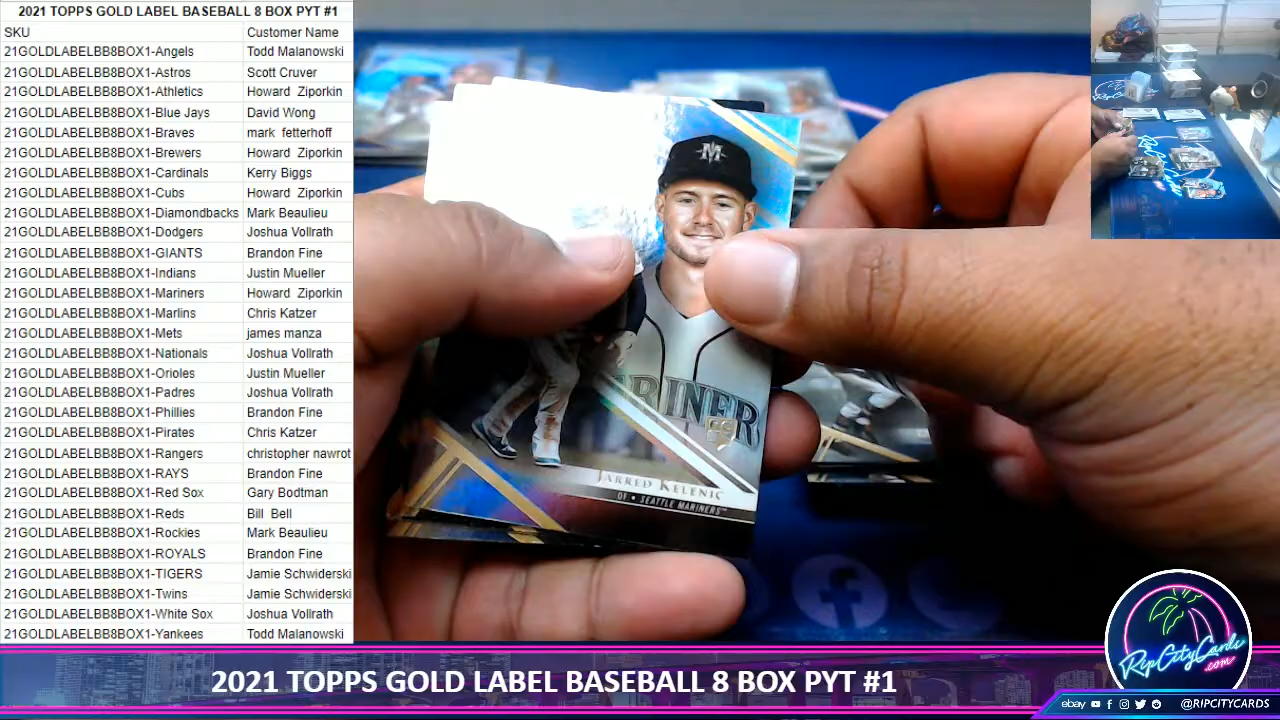 2021 TOPPS GOLD LABEL BASEBALL 8 BOX PYT #1
SKU Customer Name
21GOLDLABELBB8BOX1-Angels Todd Malanowski
21GOLDLABELBB8BOX1-Astros Scott Cruver
21GOLDLABELBB8BOX1-Athletics Howard Ziporkin
21GOLDLABELBB8BOX1-Blue Jays David Wong
21GOLDLABELBB8BOX1-Braves mark fetterhoff
21GOLDLABELBB8BOX1-Brewers Howard Ziporkin
21GOLDLABELBB8BOX1-Cardinals Kerry Biggs
21GOLDLABELBB8BOX1-Cubs Howard Ziporkin
21GOLDLABELBB8BOX1-Diamondbacks Mark Beaulieu
21GOLDLABELBB8BOX1-Dodgers Joshua Vollrath
21GOLDLABELBB8BOX1-GIANTS Brandon Fine
21GOLDLABELBB8BOX1-Indians Justin Mueller
21GOLDLABELBB8BOX1-Mariners Howard Ziporkin
21GOLDLABELBB8BOX1-Marlins Chris Katzer
21GOLDLABELBB8BOX1-Mets james manza
21GOLDLABELBB8BOX1-Nationals Joshua Vollrath
21GOLDLABELBB8BOX1-Orioles Justin Mueller
21GOLDLABELBB8BOX1-Padres Joshua Vollrath
21GOLDLABELBB8BOX1-Phillies Brandon Fine
21GOLDLABELBB8BOX1-Pirates Chris Katzer
21GOLDLABELBB8BOX1-Rangers christopher nawrot
21GOLDLABELBB8BOX1-RAYS Brandon Fine
21GOLDLABELBB8BOX1-Red Sox Gary Bodtman
21GOLDLABELBB8BOX1-Reds Bill Bell
21GOLDLABELBB8BOX1-Rockies Mark Beaulieu
21GOLDLABELBB8BOX1-ROYALS Brandon Fine
21GOLDLABELBB8BOX1-TIGERS Jamie Schwiderski
21GOLDLABELBB8BOX1-Twins Jamie Schwiderski
21GOLDLABELBB8BOX1-White Sox Joshua Vollrath
21GOLDLABELBB8BOX1-Yankees Todd Malanowski
M
RINER
JARRED KELENIC
OF • SEATTLE MARINERS™
RipCityCards
.com
2021 TOPPS GOLD LABEL BASEBALL 8 BOX PYT #1
ebay @RIPCITYCARDS